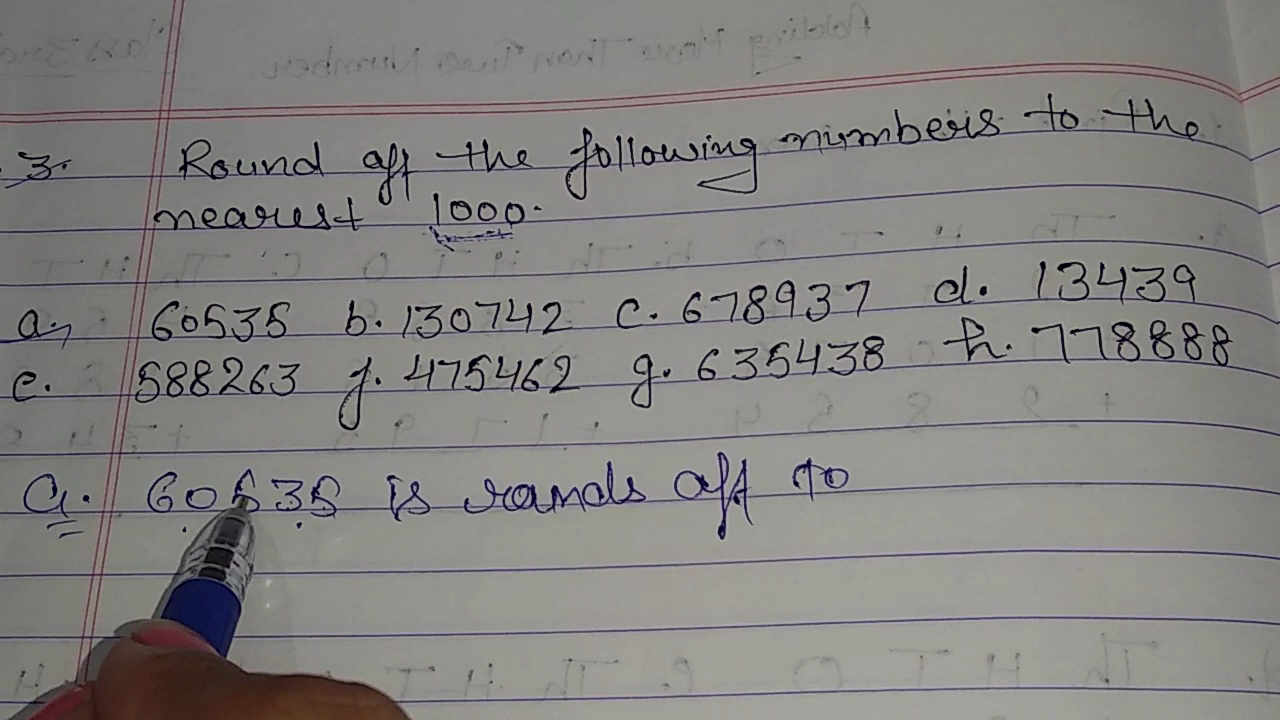 3. Round off the following numbers to the
nearest 1000.
a, 60535 b. 130742 c. 678937 d. 13439
e. 588263 f. 475462 g. 635438 h. 778888
a. 60535 is rounds off to